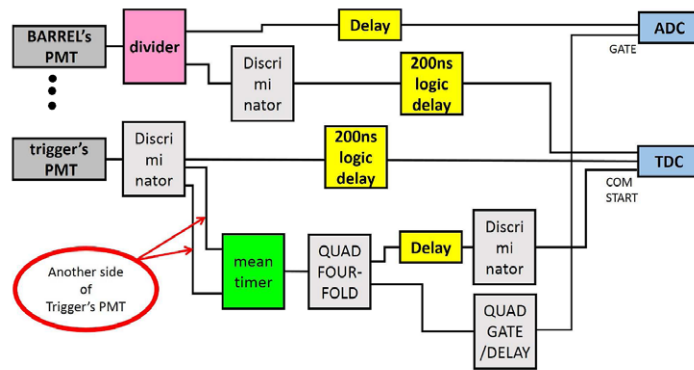 BARREL's
PMT
divider
Delay
ADC
GATE
Discri
mi
nator
200ns
logic
delay
trigger's
PMT
Discri
mi
nator
200ns
logic
delay
TDC
COM
START
Another side
of
Trigger's PMT
mean
timer
QUAD
FOUR-
FOLD
Delay
Discri
mi
nator
QUAD
GATE
/DELAY